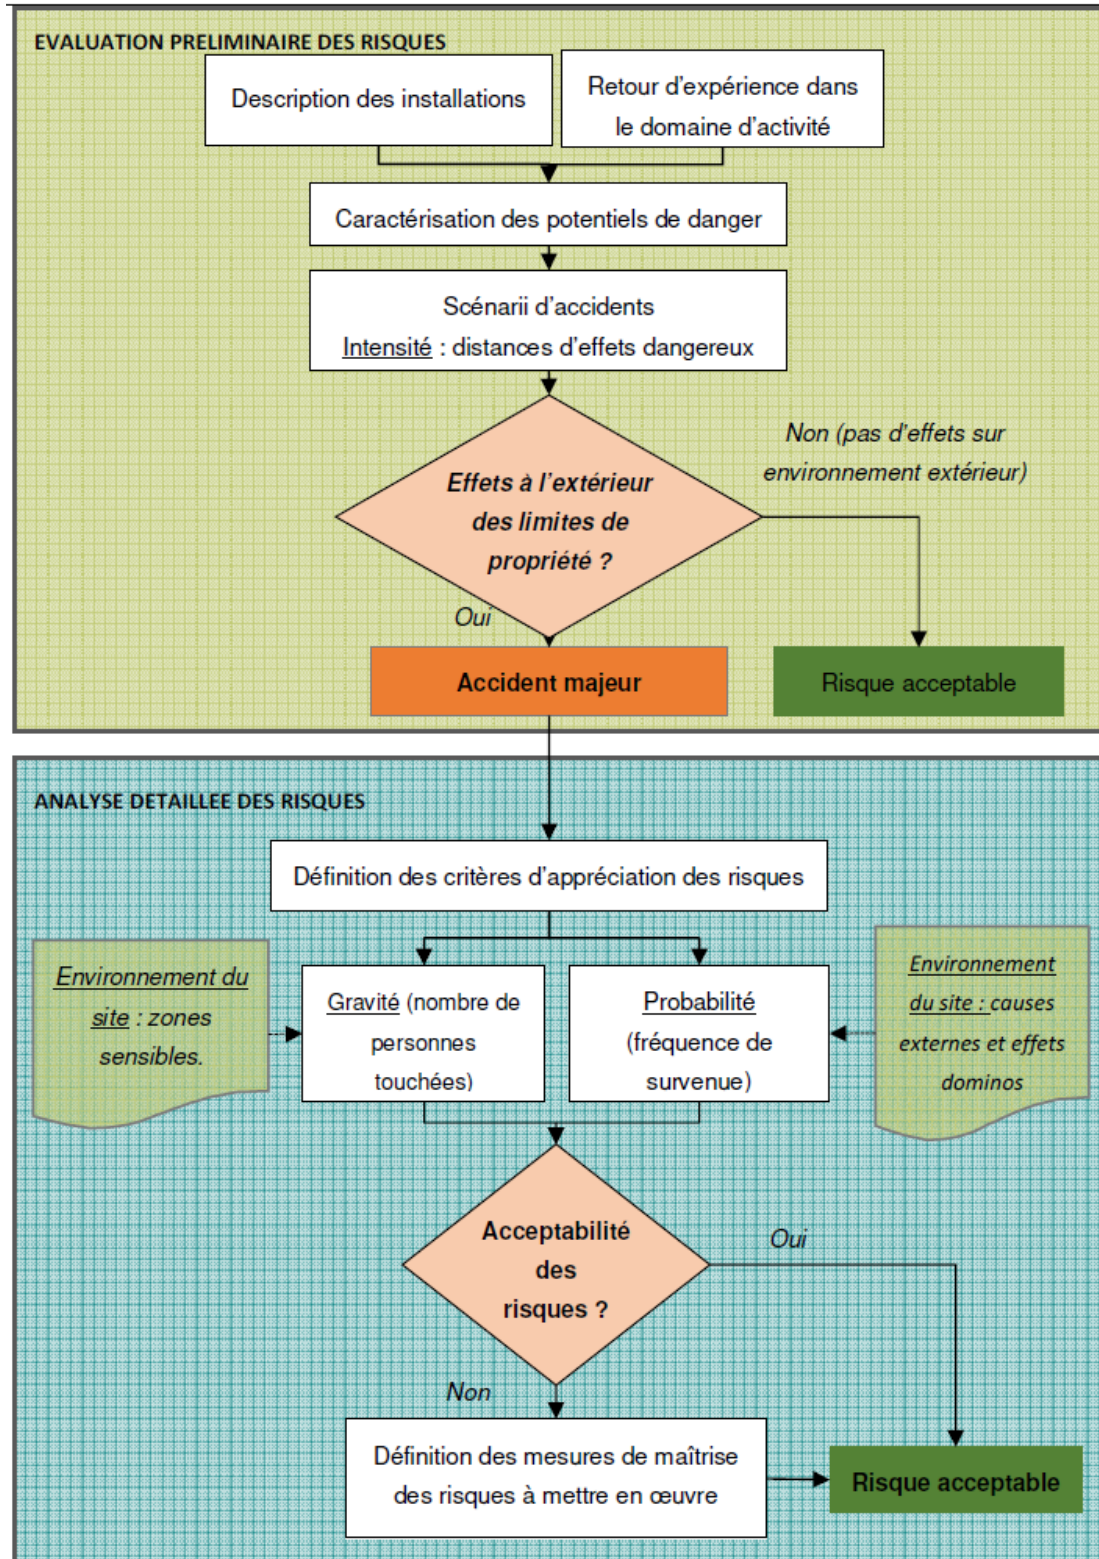 EVALUATION PRELIMINAIRE DES RISQUES
Description des installations
Retour d'expérience dans
le domaine d'activité
Caractérisation des potentiels de danger
Scénarii d'accidents
Intensité : distances d'effets dangereux
Effets à l'extérieur
des limites de
propriété ?
Non (pas d'effets sur
environnement extérieur)
Oui
Accident majeur
Risque acceptable
ANALYSE DETAILLEE DES RISQUES
Définition des critères d'appréciation des risques
Environnement du
site : zones
sensibles.
Gravité (nombre de
personnes
touchées)
Probabilité
(fréquence de
survenue)
Environnement
du site : causes
externes et effets
dominos
Acceptabilité
des
risques ?
Oui
Non
Définition des mesures de maîtrise
des risques à mettre en œuvre
Risque acceptable